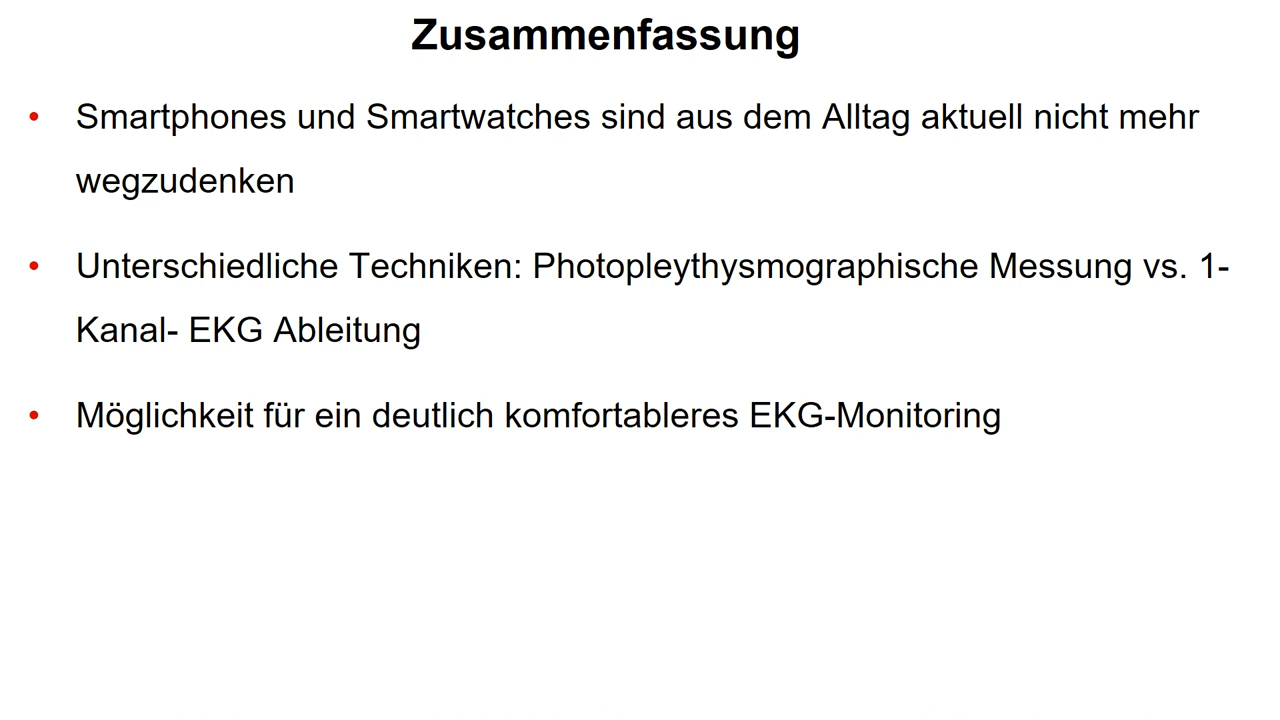 Zusammenfassung
• Smartphones und Smartwatches sind aus dem Alltag aktuell nicht mehr
wegzudenken
• Unterschiedliche Techniken: Photopleythysmographische Messung vs. 1-
Kanal- EKG Ableitung
• Möglichkeit für ein deutlich komfortableres EKG-Monitoring